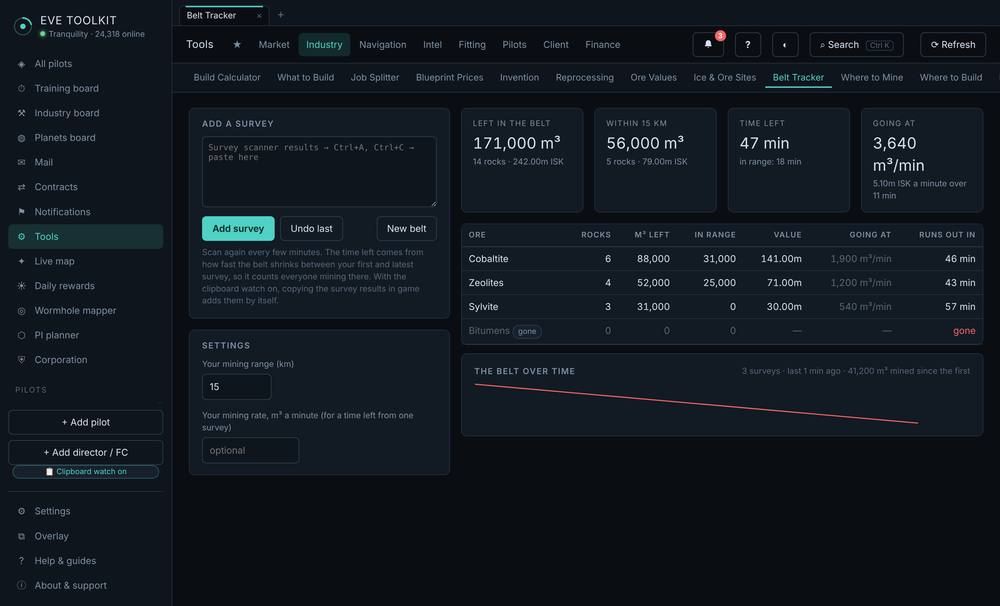 EVE TOOLKIT
Tranquility · 24,318 online
All pilots
Training board
Industry board
Planets board
Mail
Contracts
Notifications
Tools
Live map
Daily rewards
Wormhole mapper
PI planner
Corporation
PILOTS
+ Add pilot
+ Add director / FC
Clipboard watch on
Settings
Overlay
? Help & guides
About & support
Belt Tracker × +
Tools ★ Market Industry Navigation Intel Fitting Pilots Client Finance 3 ? Search Ctrl K ⟳ Refresh
Build Calculator What to Build Job Splitter Blueprint Prices Invention Reprocessing Ore Values Ice & Ore Sites Belt Tracker Where to Mine Where to Build
ADD A SURVEY
Survey scanner results → Ctrl+A, Ctrl+C →
paste here
Add survey Undo last New belt
Scan again every few minutes. The time left comes from
how fast the belt shrinks between your first and latest
survey, so it counts everyone mining there. With the
clipboard watch on, copying the survey results in game
adds them by itself.
SETTINGS
Your mining range (km)
15
Your mining rate, m³ a minute (for a time left from one
survey)
optional
LEFT IN THE BELT
171,000 m³
14 rocks · 242.00m ISK
WITHIN 15 KM
56,000 m³
5 rocks · 79.00m ISK
TIME LEFT
47 min
in range: 18 min
GOING AT
3,640
m³/min
5.10m ISK a minute over
11 min
ORE ROCKS M³ LEFT IN RANGE VALUE GOING AT RUNS OUT IN
Cobaltite 6 88,000 31,000 141.00m 1,900 m³/min 46 min
Zeolites 4 52,000 25,000 71.00m 1,200 m³/min 43 min
Sylvite 3 31,000 0 30.00m 540 m³/min 57 min
Bitumens gone 0 0 0 — — gone
THE BELT OVER TIME 3 surveys · last 1 min ago · 41,200 m³ mined since the first